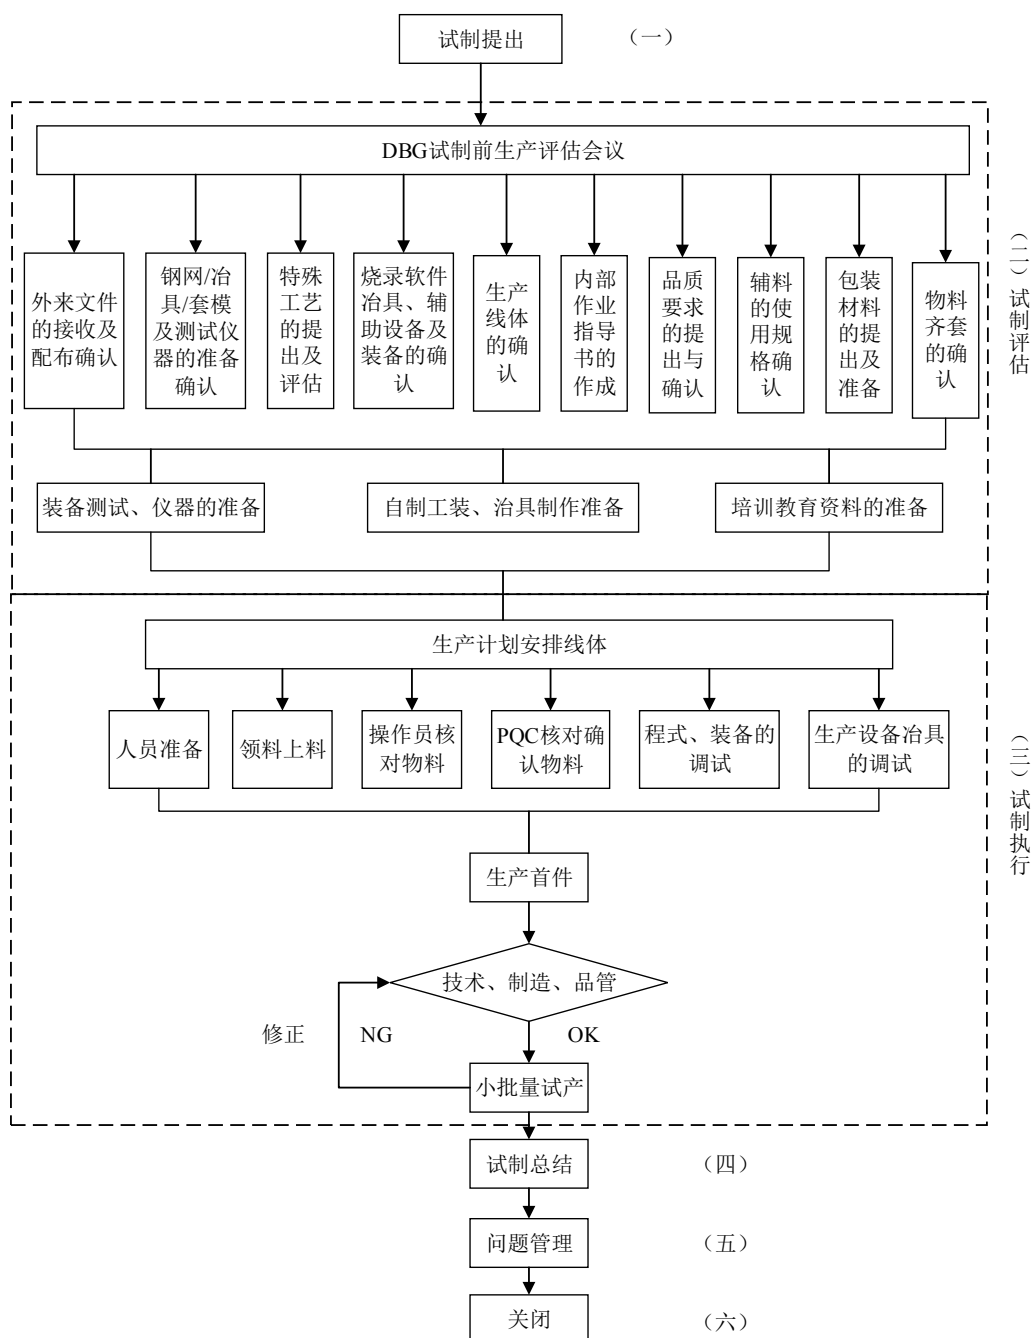 试制提出
（一）
DBG试制前生产评估会议
外来文件
的接收及
配布确认
钢网/冶
具/套模
及测试仪
器的准备
确认
特殊
工艺
的提
出及
评估
烧录软件
冶具、辅
助设备及
装备的确
认
生产
线体
的确
认
内部
作业
指导
书的
作成
品质
要求
的提
出与
确认
辅料
的使
用规
格确
认
包装
材料
的提
出及
准备
物料
齐套
的确
认
（二）试制评估
装备测试、仪器的准备
自制工装、治具制作准备
培训教育资料的准备
生产计划安排线体
人员准备
领料上料
操作员核
对物料
PQC核对确
认物料
程式、装备的
调试
生产设备冶具
的调试
（三）试制执行
生产首件
技术、制造、品管
修正
NG
OK
小批量试产
试制总结
（四）
问题管理
（五）
关闭
（六）